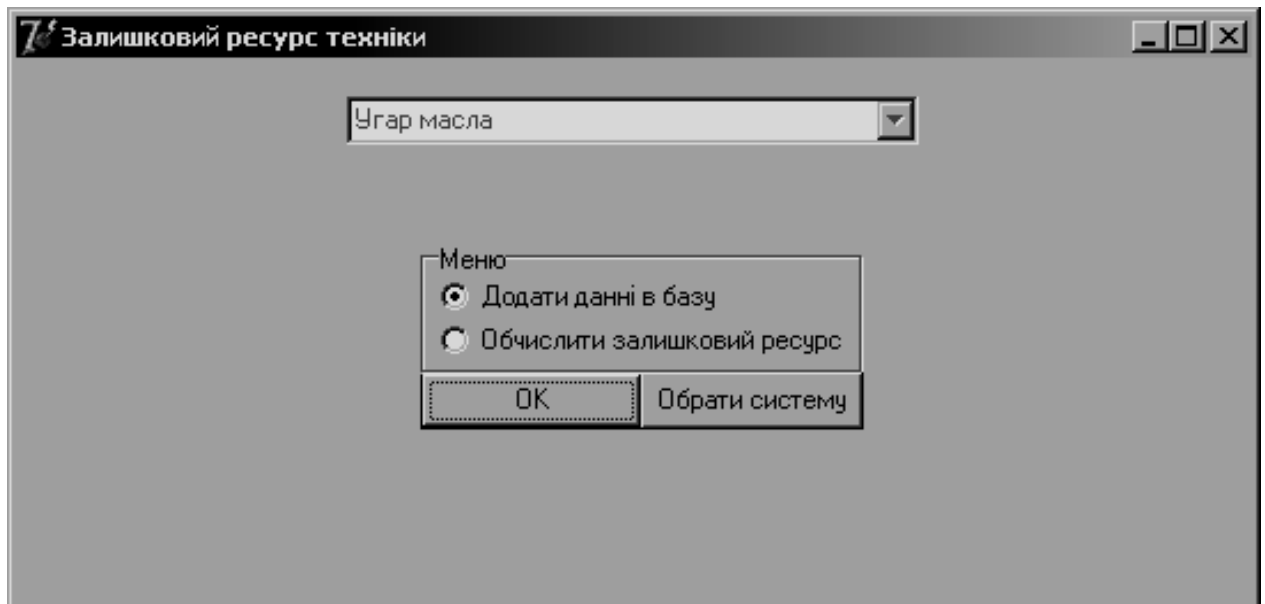 Залишковий ресурс техніки
Угар масла
Меню
Додати данні в базу
Обчислити залишковий ресурс
OK
Обрати систему